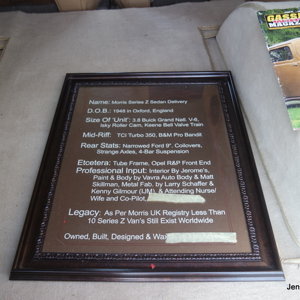 GASSER
MAGAZINE
Name: Morris Series Z Sedan Delivery
D.O.B.: 1948 in Oxford, England
Size Of 'Unit': 3.8 Buick Grand Natl. V-6,
Isky Roller Cam, Keene Bell Valve Train
Mid-Riff: TCI Turbo 350, B&M Pro Bandit
Rear Stats: Narrowed Ford 9", Coilovers,
Strange Axles, 4-Bar Suspension
Etcetera: Tube Frame, Opel R&P Front End
Professional Input: Interior By Jerome's,
Paint & Body by Vavra Auto Body & Matt
Skillman, Metal Fab. by Larry Schaffer &
Kenny Gilmour (UM), & Attending Nurse/
Wife and Co-Pilot,
Legacy: As Per Morris UK Registry Less Than
10 Series Z Van's Still Exist Worldwide
Owned, Built, Designed & Wax
Jen